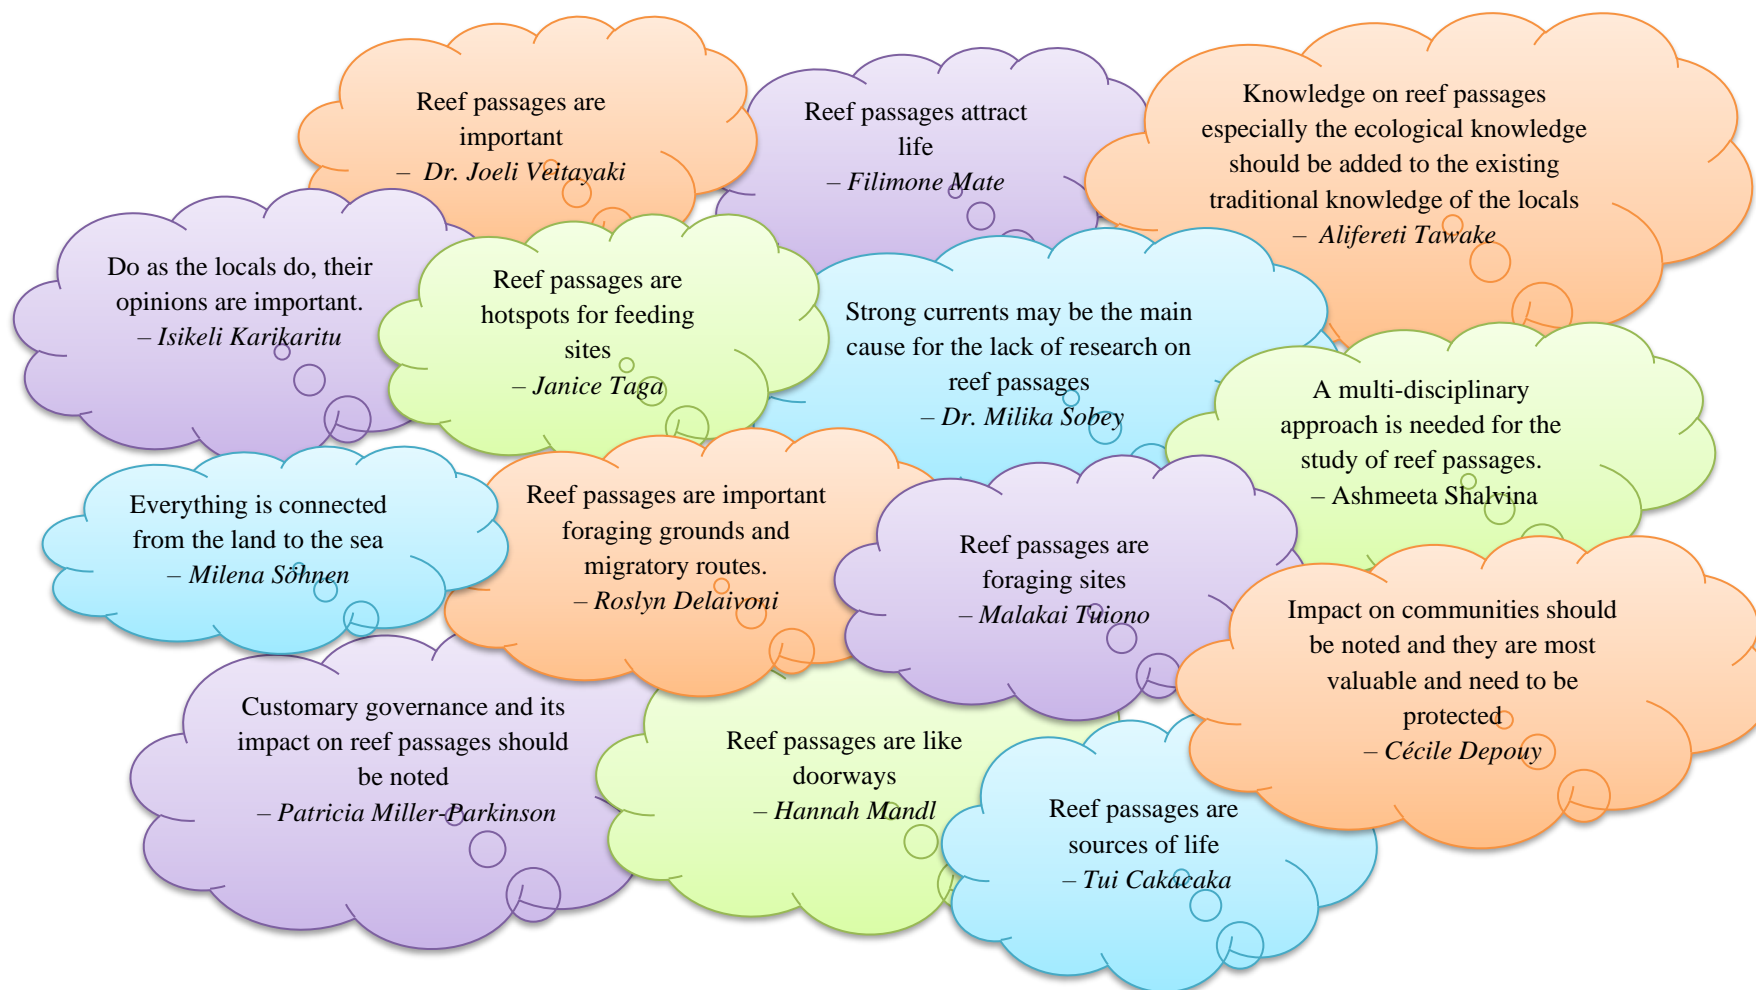 Reef passages are
important
– Dr. Joeli Veitayaki
Reef passages attract
life
– Filimone Mate
Knowledge on reef passages
especially the ecological knowledge
should be added to the existing
traditional knowledge of the locals
– Alifereti Tawake
Do as the locals do, their
opinions are important.
– Isikeli Karikaritu
Reef passages are
hotspots for feeding
sites
– Janice Taga
Strong currents may be the main
cause for the lack of research on
reef passages
– Dr. Milika Sobey
A multi-disciplinary
approach is needed for the
study of reef passages.
– Ashmeeta Shalvina
Everything is connected
from the land to the sea
– Milena Söhnen
Reef passages are important
foraging grounds and
migratory routes.
– Roslyn Delaivoni
Reef passages are
foraging sites
– Malakai Tuiono
Impact on communities should
be noted and they are most
valuable and need to be
protected
– Cécile Depouy
Customary governance and its
impact on reef passages should
be noted
– Patricia Miller-Parkinson
Reef passages are like
doorways
– Hannah Mandl
Reef passages are
sources of life
– Tui Cakacaka